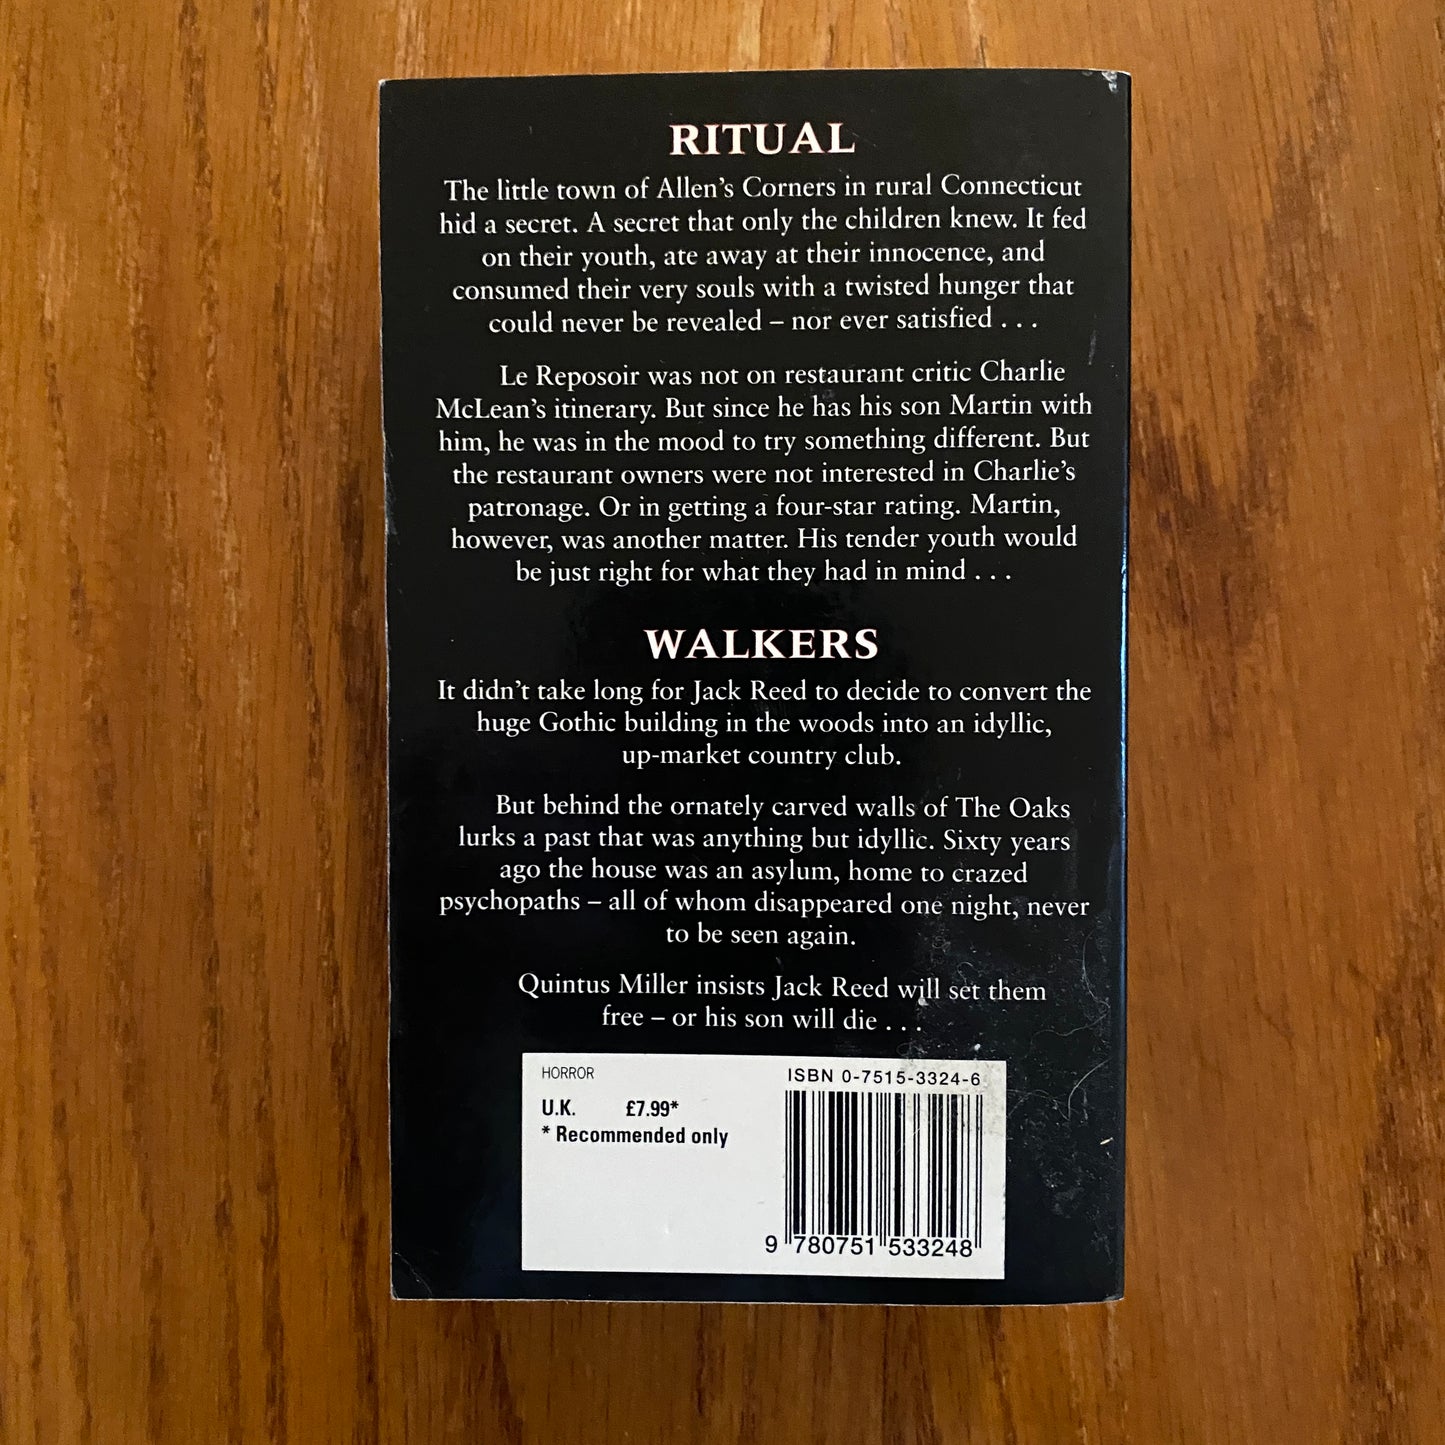 RITUAL
The little town of Allen's Corners in rural Connecticut
hid a secret. A secret that only the children knew. It fed
on their youth, ate away at their innocence, and
consumed their very souls with a twisted hunger that
could never be revealed – nor ever satisfied . . .
Le Reposoir was not on restaurant critic Charlie
McLean's itinerary. But since he has his son Martin with
him, he was in the mood to try something different. But
the restaurant owners were not interested in Charlie's
patronage. Or in getting a four-star rating. Martin,
however, was another matter. His tender youth would
be just right for what they had in mind . . .
WALKERS
It didn't take long for Jack Reed to decide to convert the
huge Gothic building in the woods into an idyllic,
up-market country club.
But behind the ornately carved walls of The Oaks
lurks a past that was anything but idyllic. Sixty years
ago the house was an asylum, home to crazed
psychopaths – all of whom disappeared one night, never
to be seen again.
Quintus Miller insists Jack Reed will set them
free – or his son will die . . .
HORROR
ISBN 0-7515-3324-6
U.K. £7.99*
* Recommended only
9 780751 533248